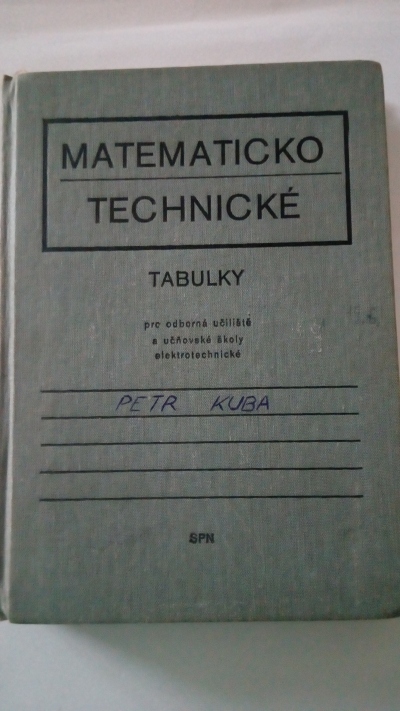 MATEMATICKO
TECHNICKÉ
TABULKY
pro odborná učiliště
a učňovské školy
elektrotechnické
PETR KUBA
SPN